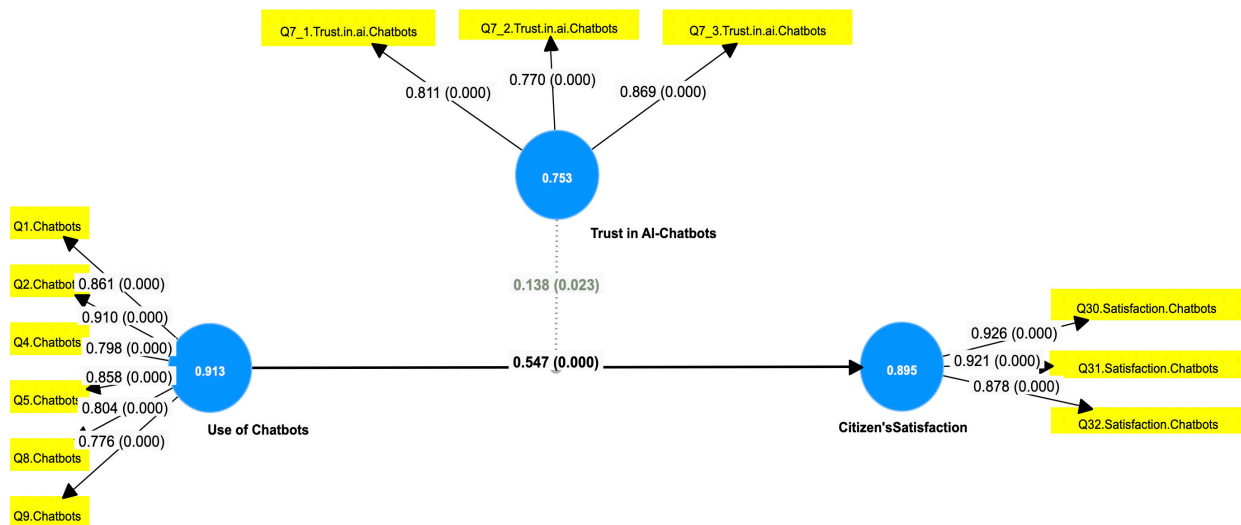 Q7_1.Trust.in.ai.Chatbots
Q7_2.Trust.in.ai.Chatbots
Q7_3.Trust.in.ai.Chatbots
0.811 (0.000)
0.770 (0.000)
0.869 (0.000)
0.753
Trust in AI-Chatbots
0.138 (0.023)
Q1.Chatbots
Q2.Chatbot
Q4.Chatbots
Q5.Chatbots
Q8.Chatbots
Q9.Chatbots
0.861 (0.000)
0.910 (0.000)
0.798 (0.000)
0.858 (0.000)
0.804 (0.000)
0.776 (0.000)
0.913
Use of Chatbots
0.547 (0.000)
0.895
Citizen'sSatisfaction
0.926 (0.000)
0.921 (0.000)
0.878 (0.000)
Q30.Satisfaction.Chatbots
Q31.Satisfaction.Chatbots
Q32.Satisfaction.Chatbots